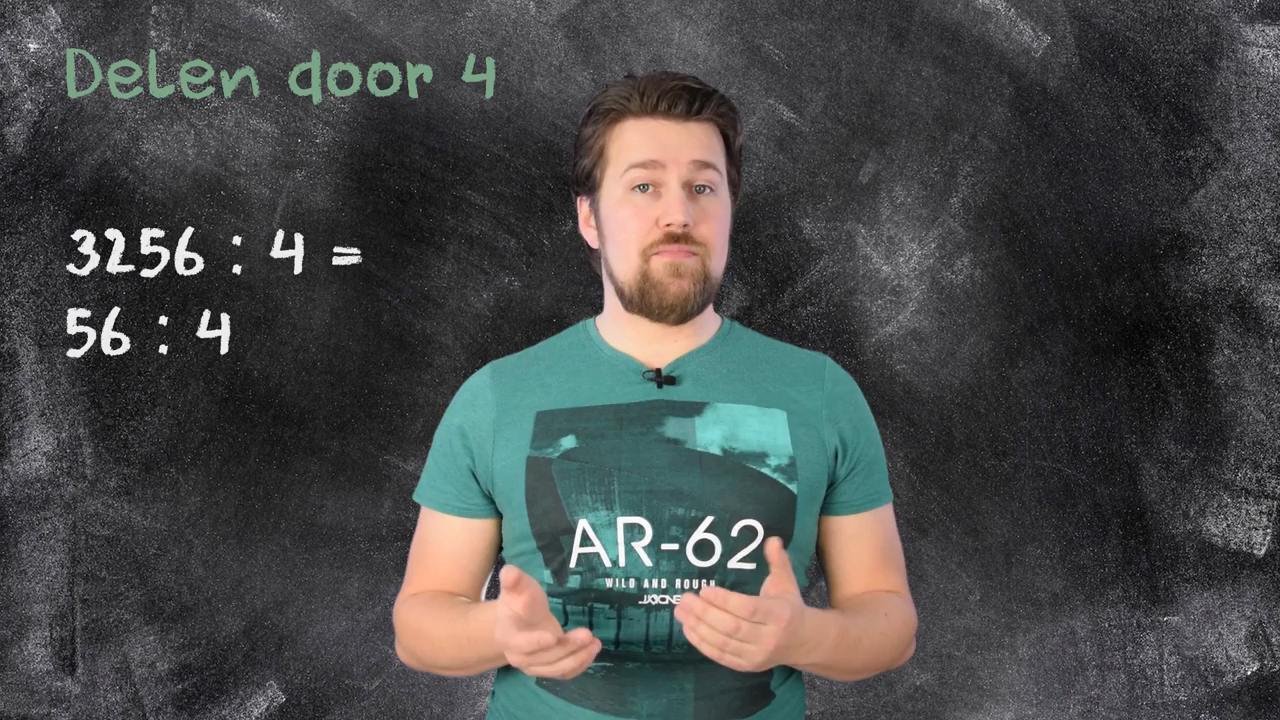 Delen door 4
3256 : 4 =
56 : 4
AR-62
WILD AND ROUGH